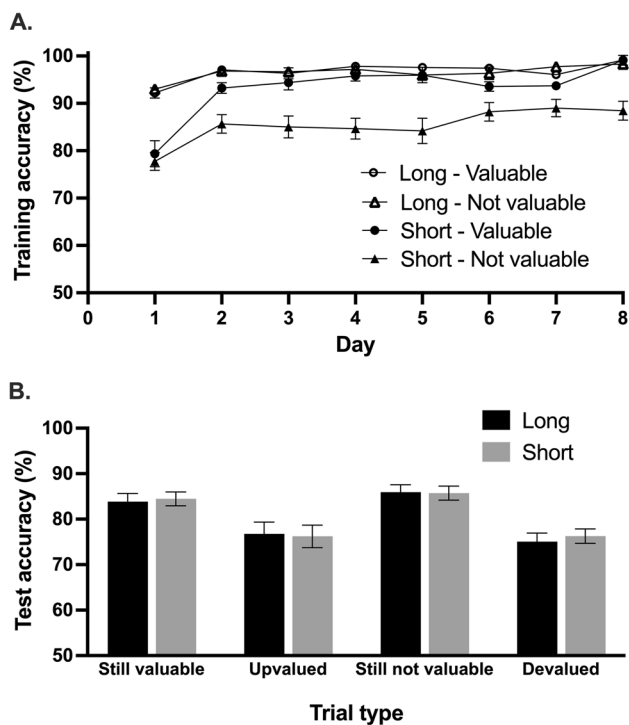 A.
Training accuracy (%)
100
90
80
70
60
50
Long - Valuable
Long - Not valuable
Short - Valuable
Short - Not valuable
0 1 2 3 4 5 6 7 8
Day
B.
Test accuracy (%)
100
90
80
70
60
50
Long
Short
Still valuable Upvalued Still not valuable Devalued
Trial type